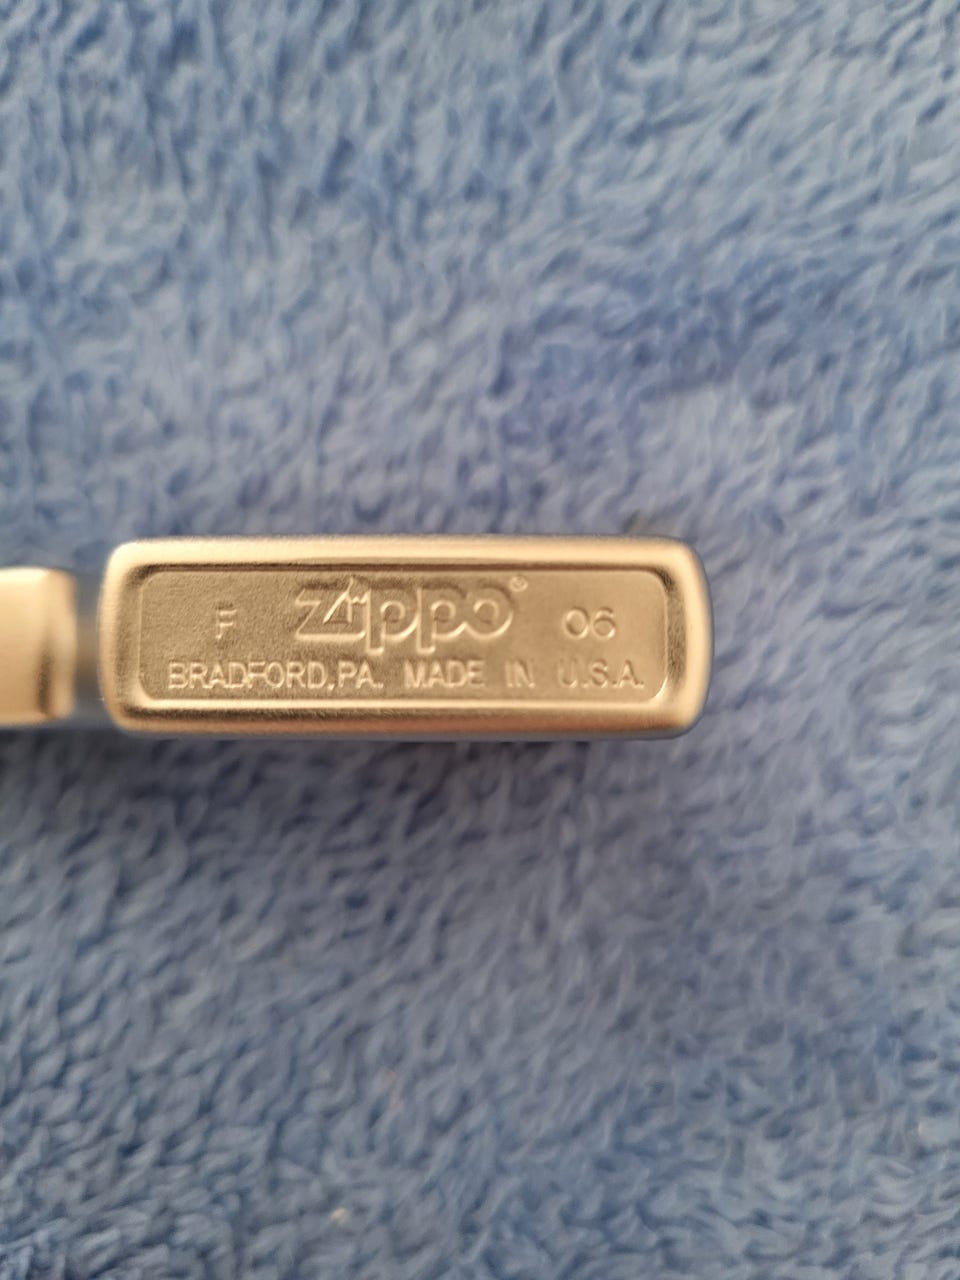 F Zippo® 06
BRADFORD,PA. MADE IN U.S.A.